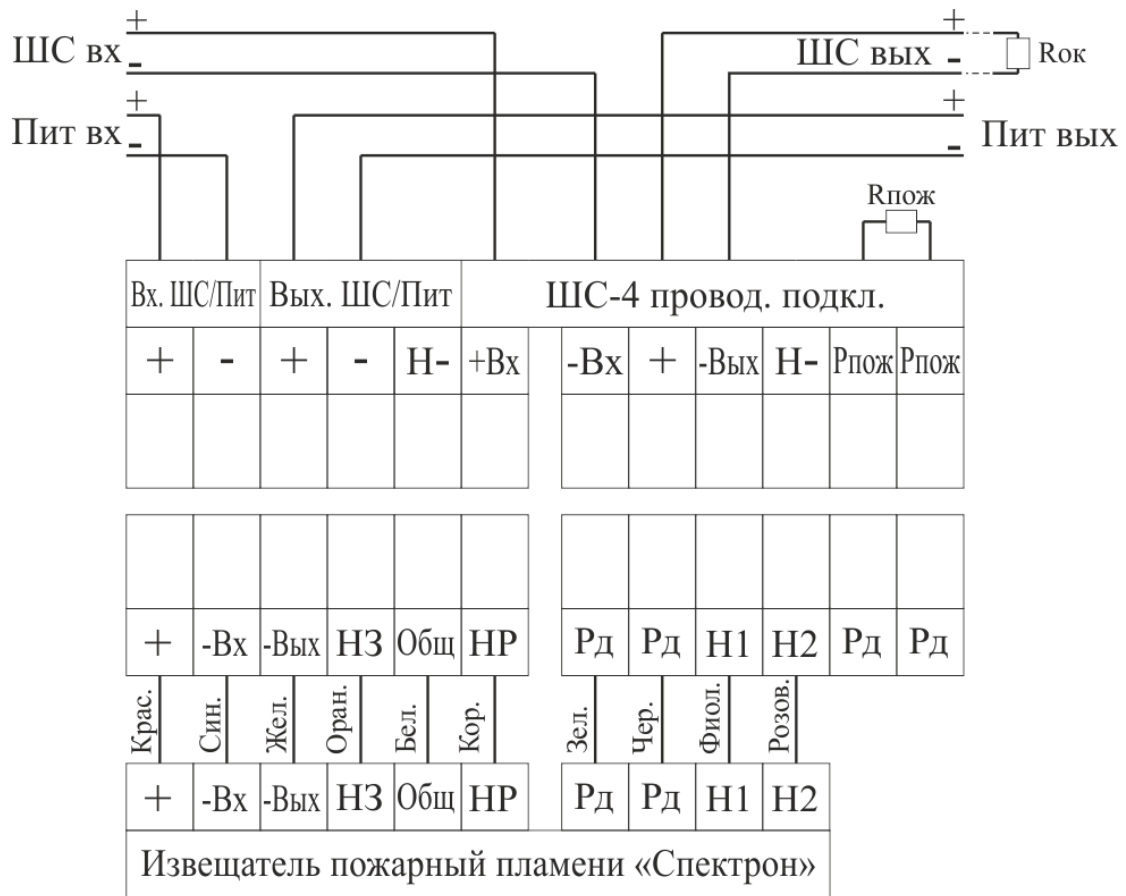 + +
ШС вх - ШС вых - Rок
+ +
Пит вх - - Пит вых
Rпож
Вх. ШС/Пит Вых. ШС/Пит ШС-4 провод. подкл.
+ - + - Н- +Вх -Вх + -Вых Н- Рпож Рпож
+ -Вх -Вых НЗ Общ НР Рд Рд Н1 Н2 Рд Рд
Крас. Син. Жел. Оран. Бел. Кор. Зел. Чер. Фиол. Розов.
+ -Вх -Вых НЗ Общ НР Рд Рд Н1 Н2
Извещатель пожарный пламени «Спектрон»